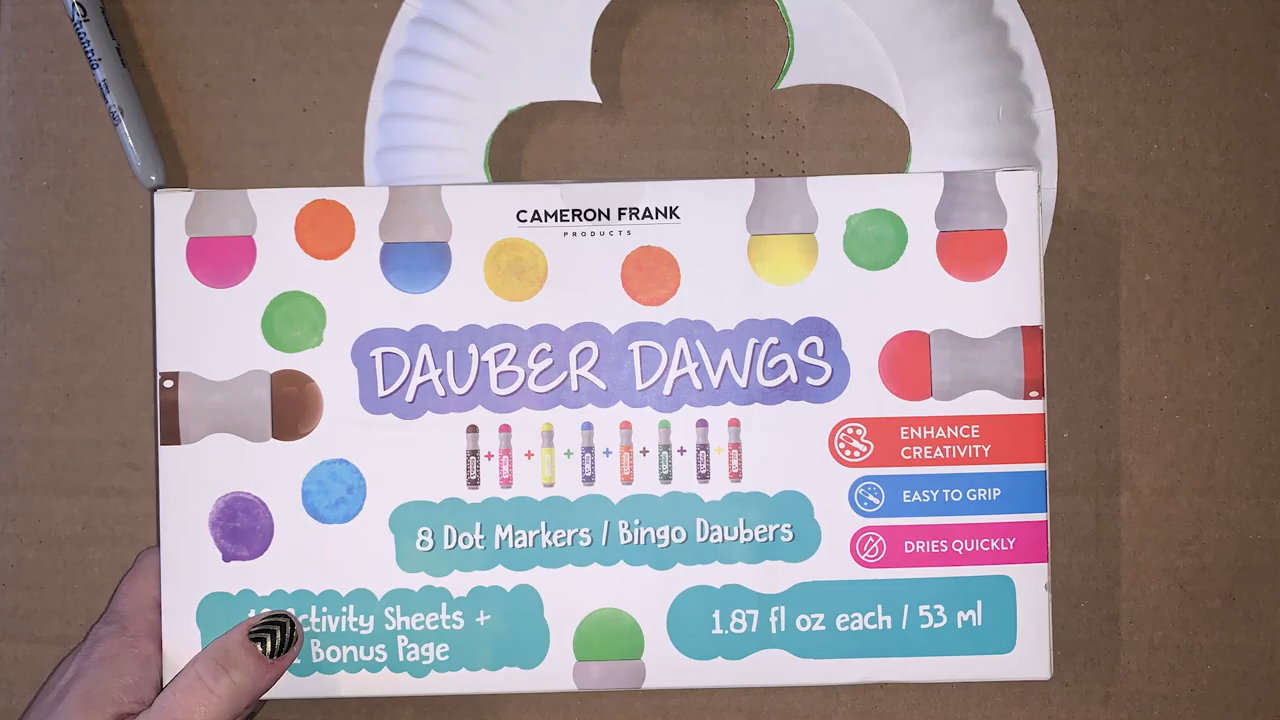 Sharpie
CAMERON FRANK
PRODUCTS
DAUBER DAWGS
ENHANCE
CREATIVITY
EASY TO GRIP
DRIES QUICKLY
8 Dot Markers / Bingo Daubers
Activity Sheets +
Bonus Page
1.87 fl oz each / 53 ml